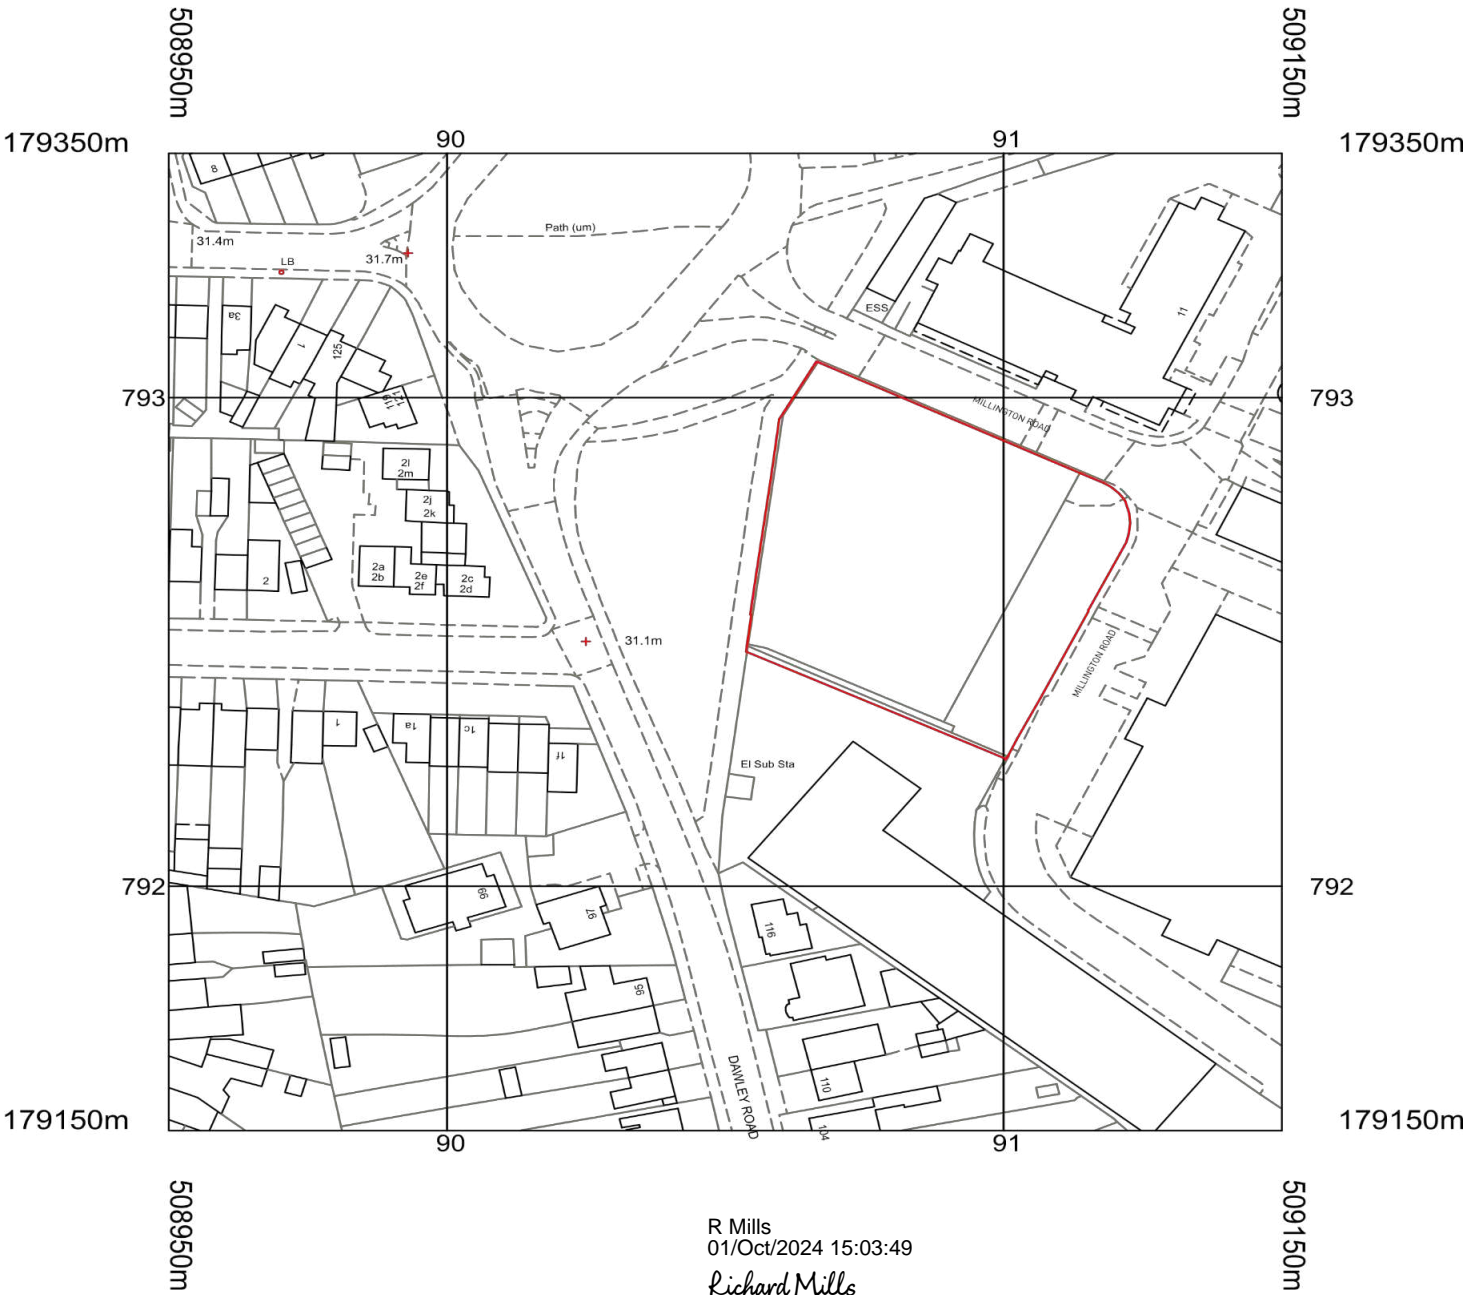 508950m
509150m
179350m
90
91
179350m
8
Path (um)
31.4m
LB
31.7m
ESS
11
3a
1
125
793
119
121
MILLINGTON ROAD
793
2l
2m
2j
2k
2a
2b
2e
2f
2c
2d
2
31.1m
MILLINGTON ROAD
1
1a
1c
1f
El Sub Sta
792
792
99
97
116
95
DAWLEY ROAD
110
104
179150m
90
91
179150m
508950m
509150m
R Mills
01/Oct/2024 15:03:49
Richard Mills